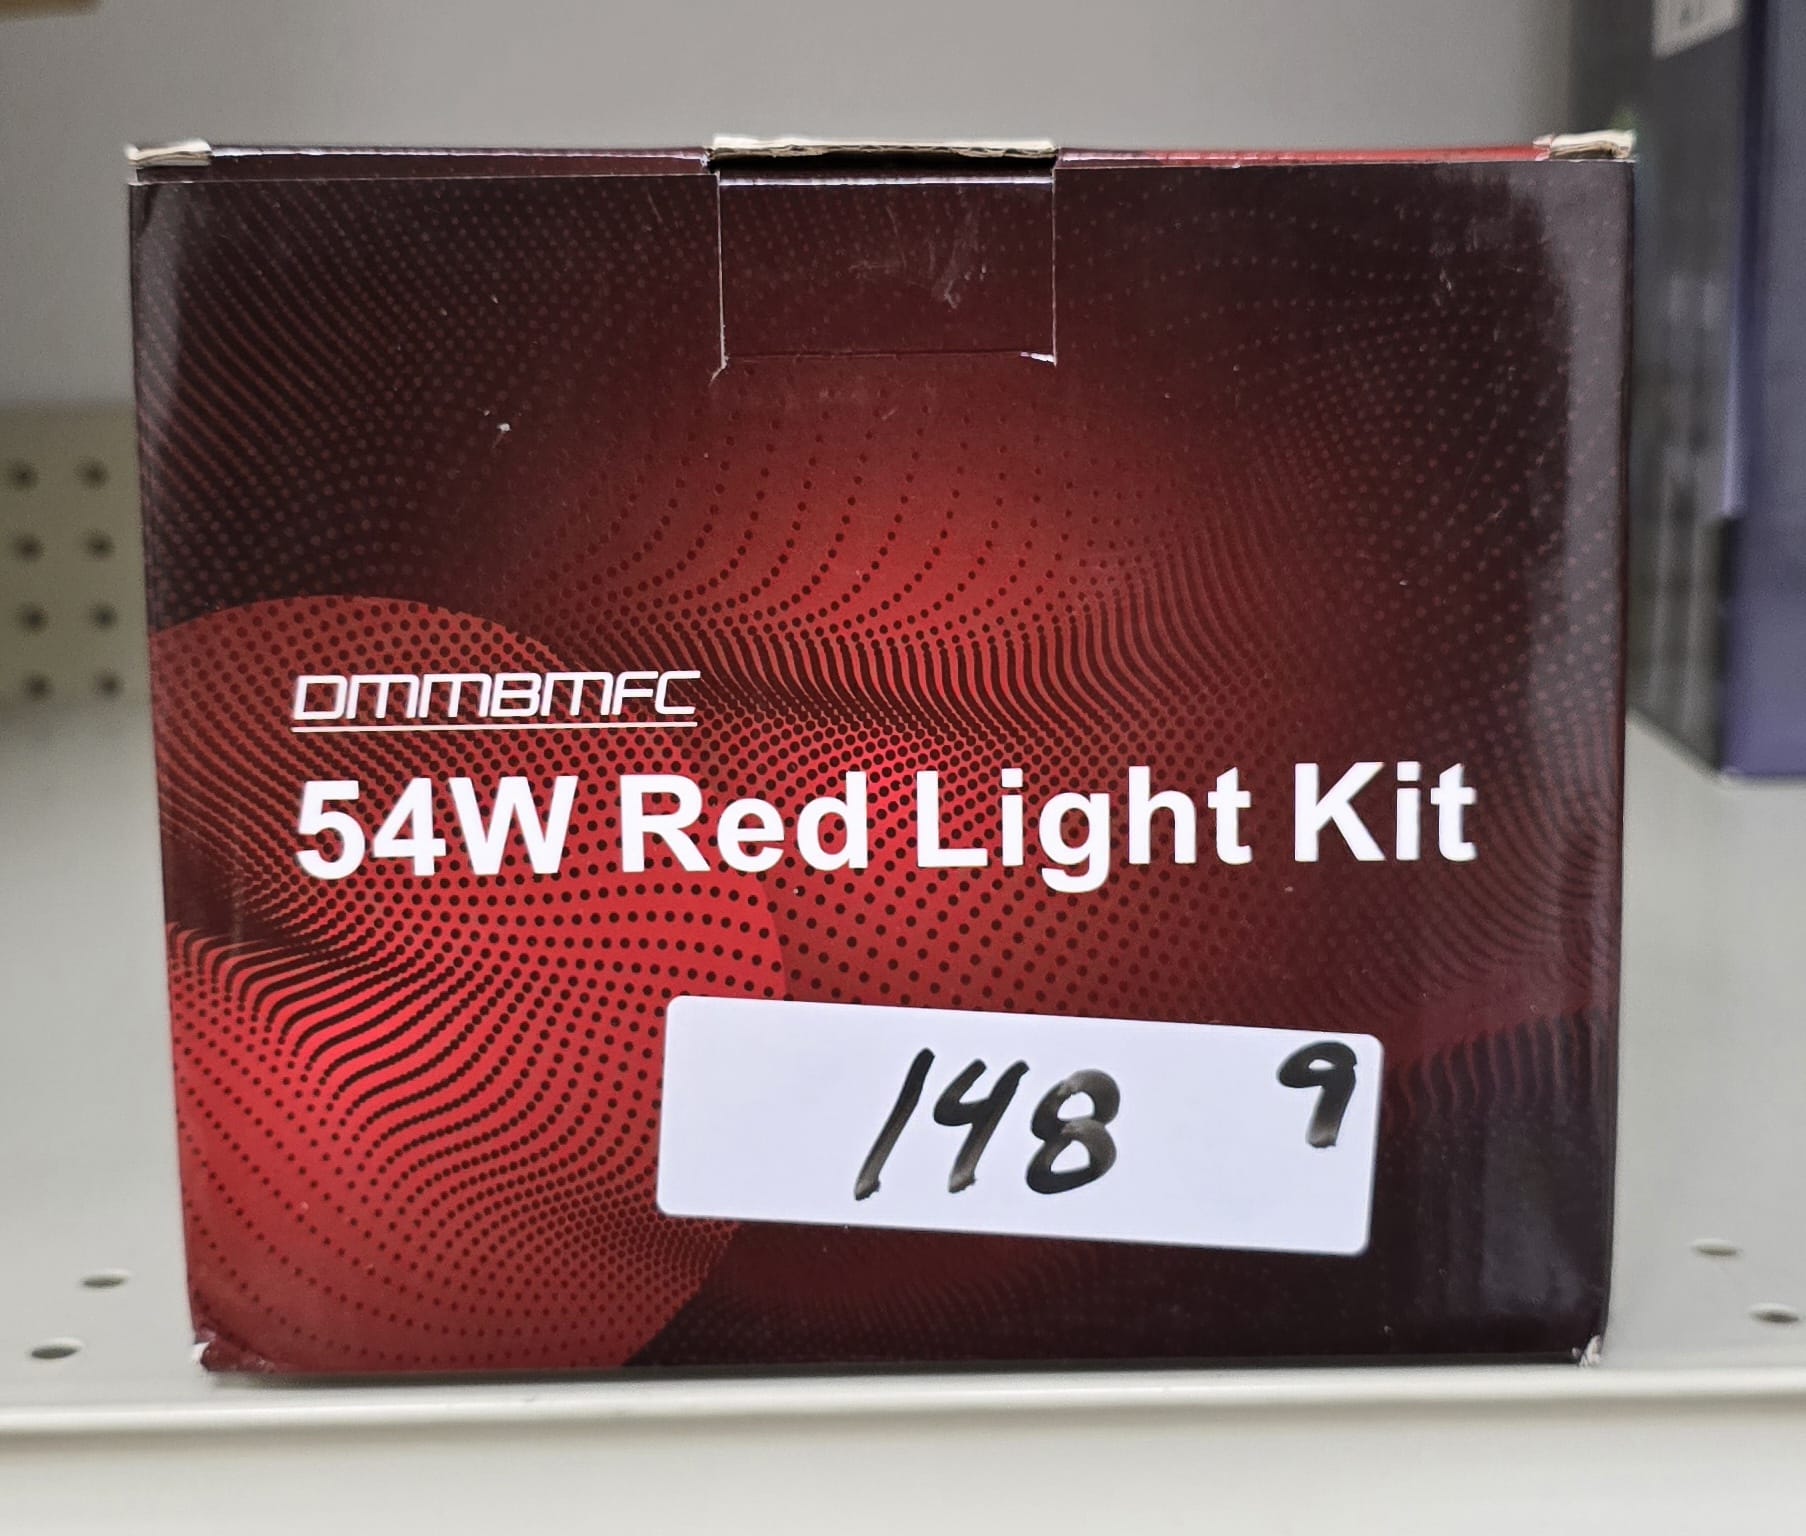 DMMBMFC
54W Red Light Kit
148 9